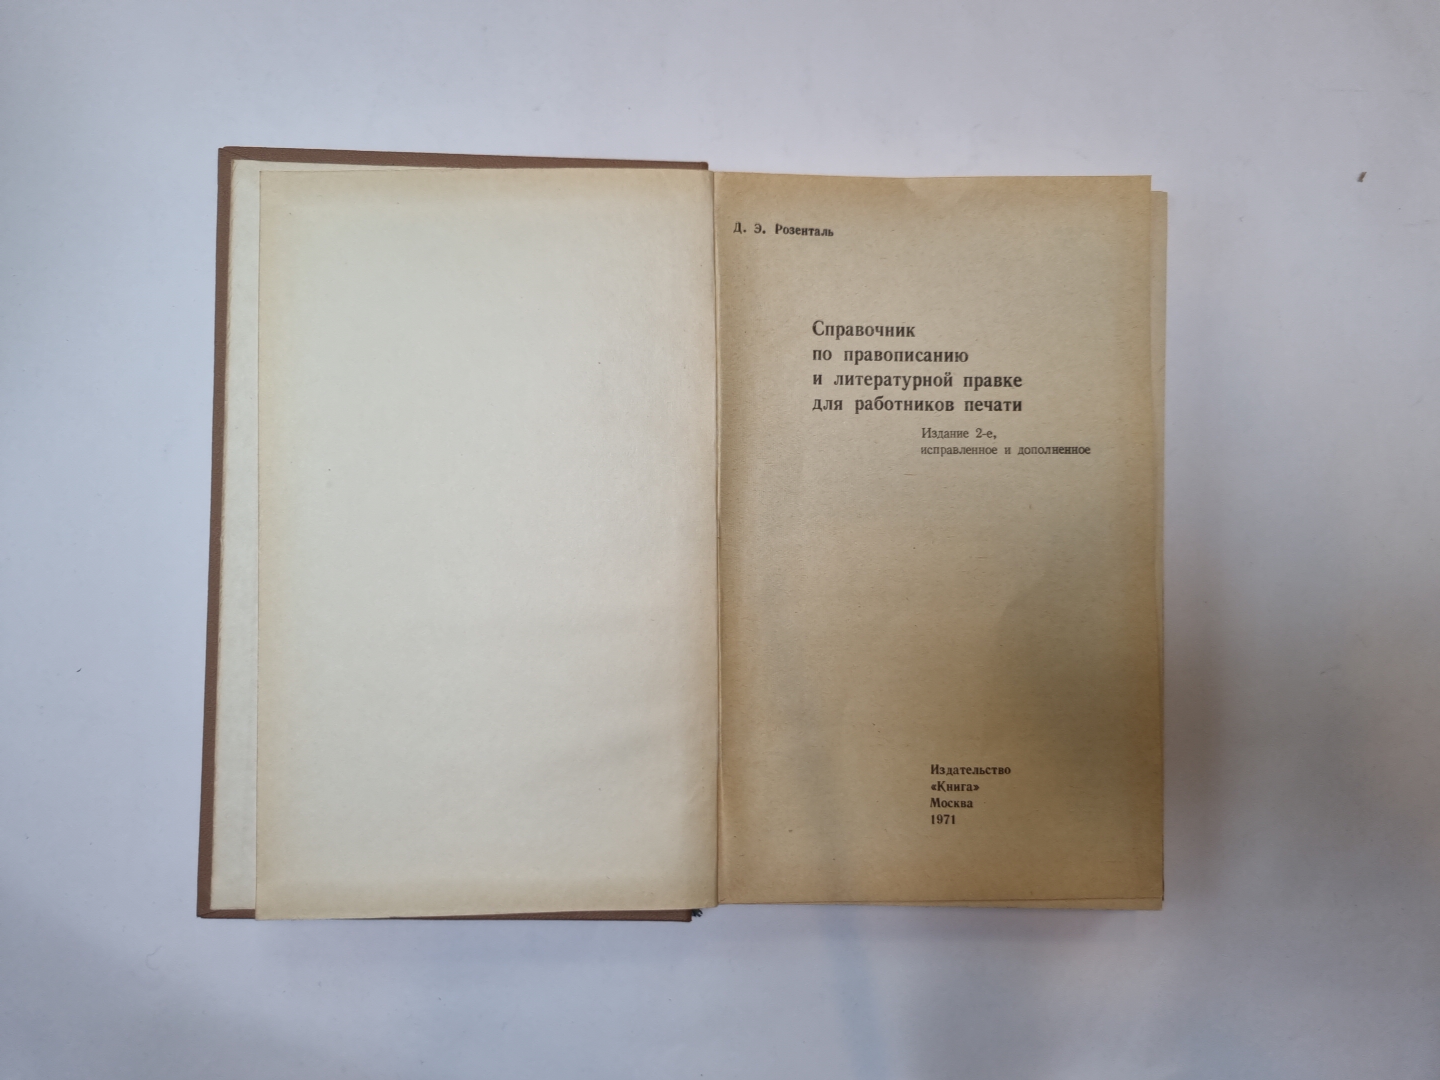 Д. Э. Розенталь
Справочник
по правописанию
и литературной правке
для работников печати
Издание 2-е,
исправленное и дополненное
Издательство
«Книга»
Москва
1971